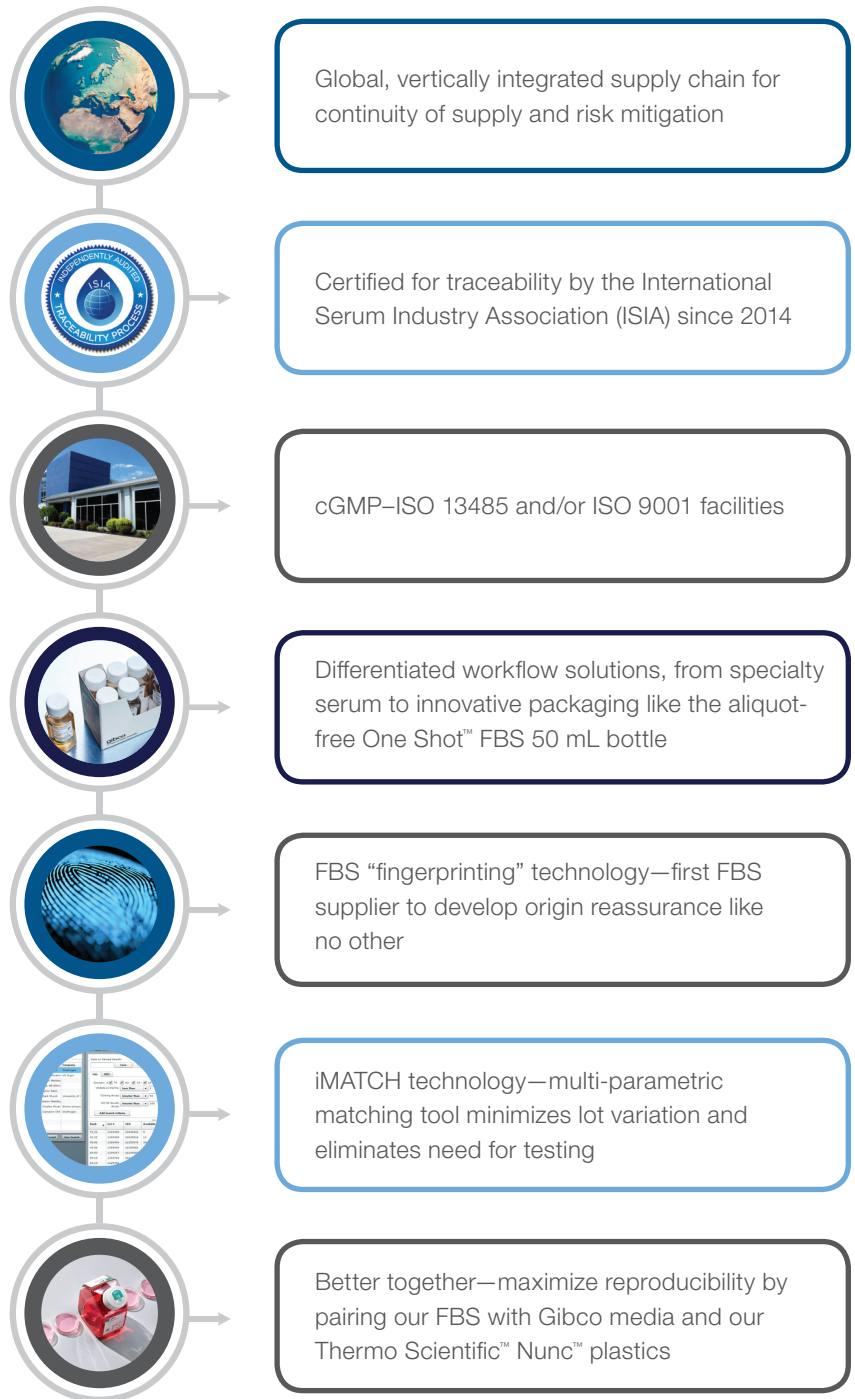 Global, vertically integrated supply chain for
continuity of supply and risk mitigation
INDEPENDENTLY AUDITED
ISIA
TRACEABILITY PROCESS
Certified for traceability by the International
Serum Industry Association (ISIA) since 2014
cGMP–ISO 13485 and/or ISO 9001 facilities
gibco
Differentiated workflow solutions, from specialty
serum to innovative packaging like the aliquot-
free One Shot™ FBS 50 mL bottle
FBS “fingerprinting” technology—first FBS
supplier to develop origin reassurance like
no other
Company
iMATCH technology—multi-parametric
matching tool minimizes lot variation and
eliminates need for testing
Better together—maximize reproducibility by
pairing our FBS with Gibco media and our
Thermo Scientific™ Nunc™ plastics